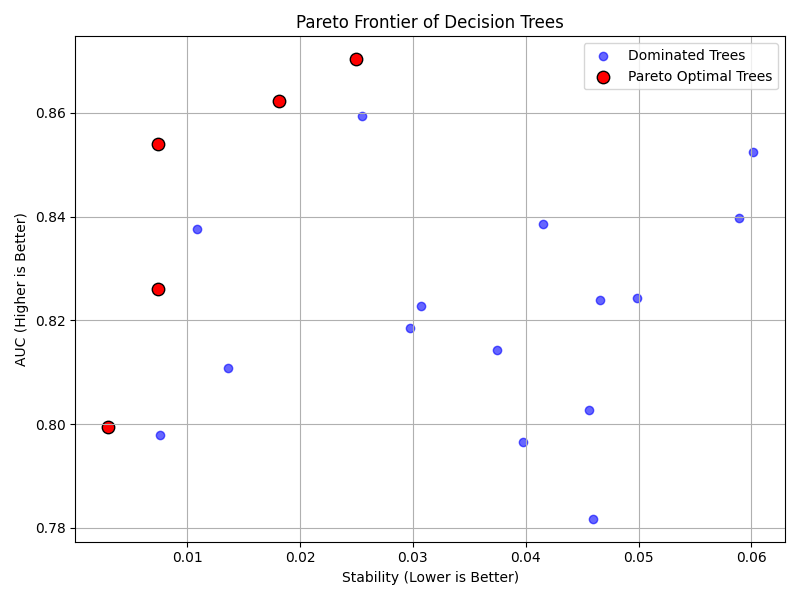 Pareto Frontier of Decision Trees
Dominated Trees
Pareto Optimal Trees
AUC (Higher is Better)
0.86
0.84
0.82
0.80
0.78
0.01
0.02
0.03
0.04
0.05
0.06
Stability (Lower is Better)